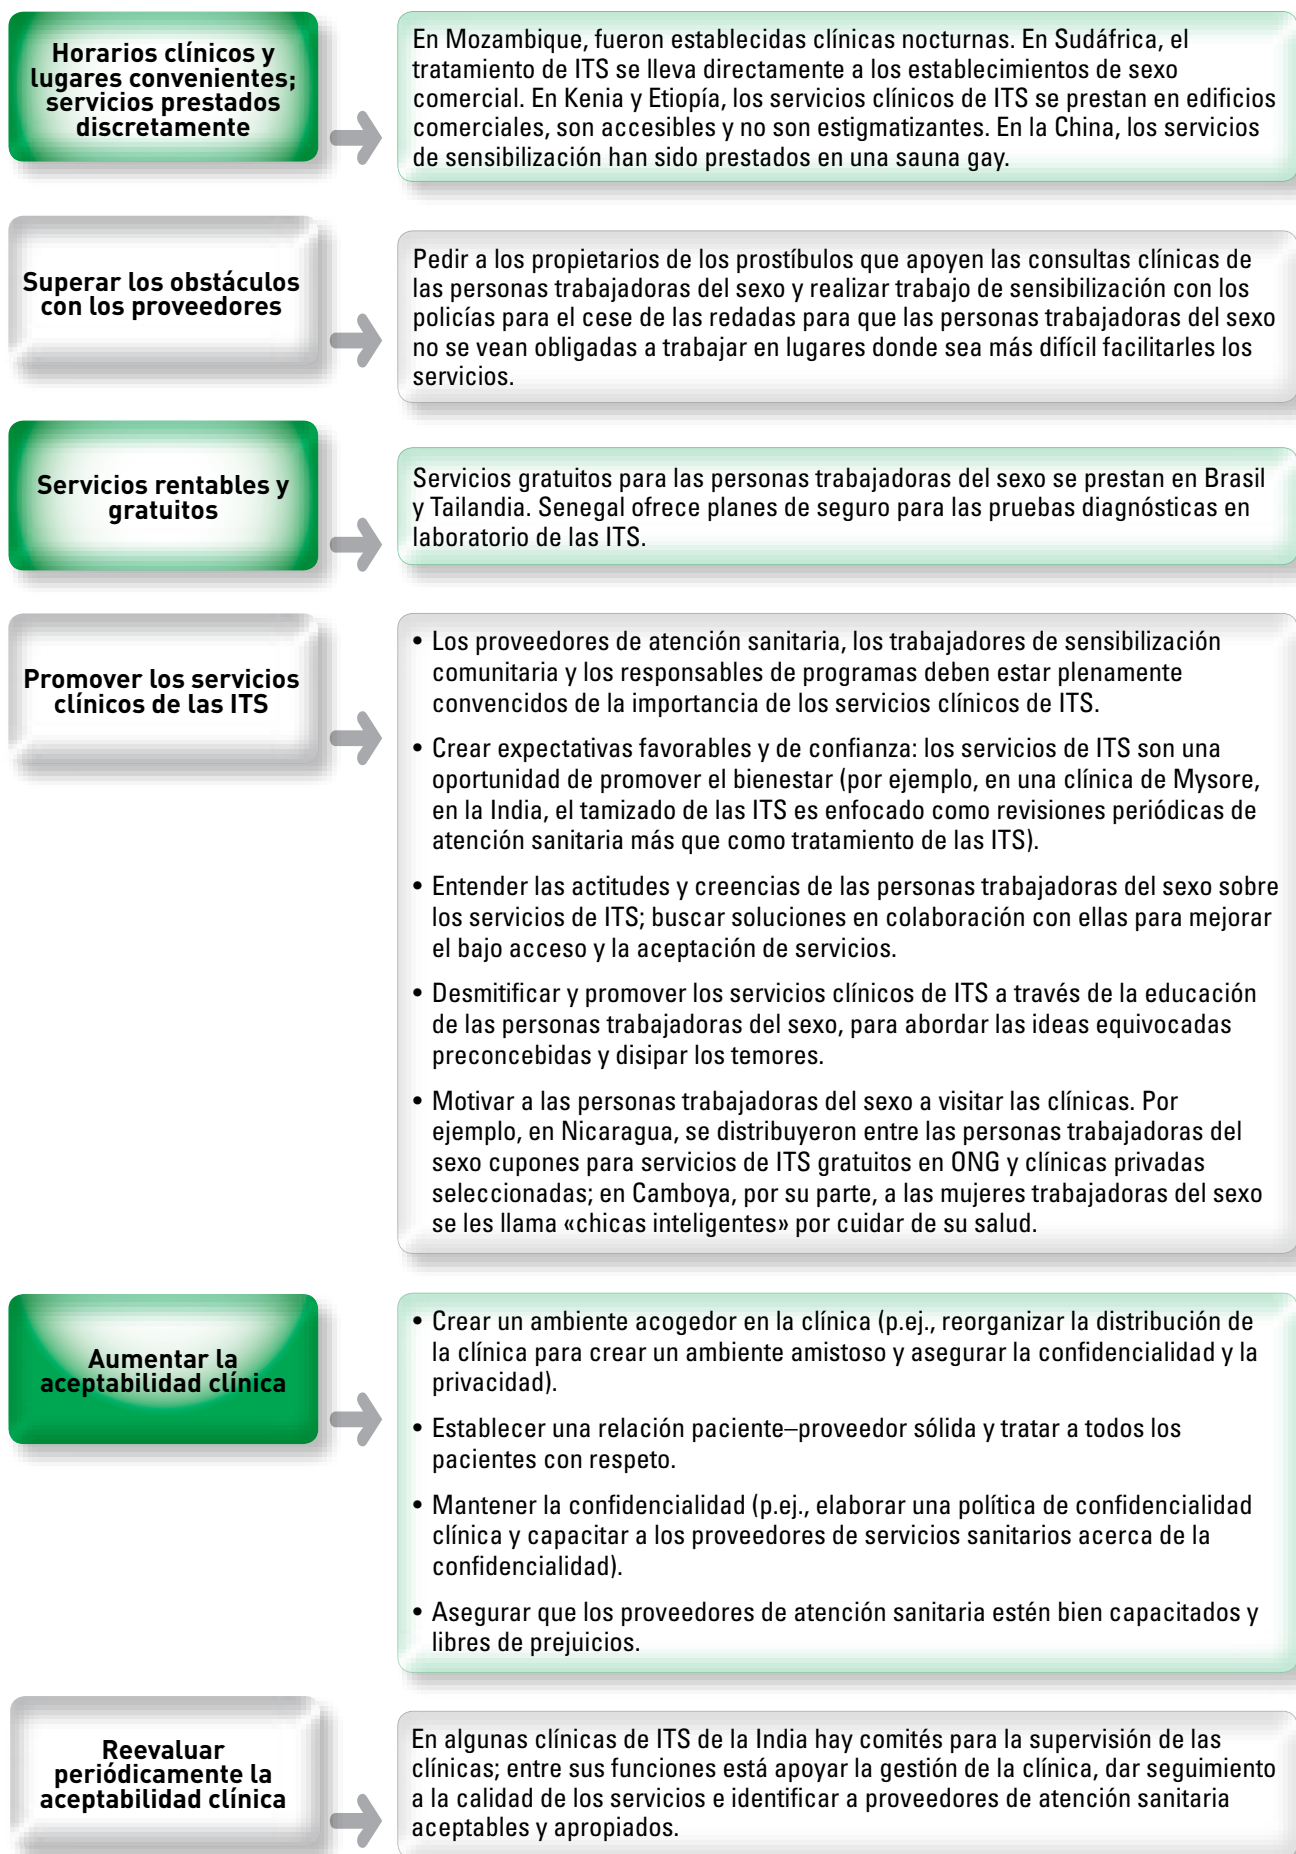 Horarios clínicos y
lugares convenientes;
servicios prestados
discretamente
En Mozambique, fueron establecidas clínicas nocturnas. En Sudáfrica, el
tratamiento de ITS se lleva directamente a los establecimientos de sexo
comercial. En Kenia y Etiopía, los servicios clínicos de ITS se prestan en edificios
comerciales, son accesibles y no son estigmatizantes. En la China, los servicios
de sensibilización han sido prestados en una sauna gay.
Superar los obstáculos
con los proveedores
Pedir a los propietarios de los prostíbulos que apoyen las consultas clínicas de
las personas trabajadoras del sexo y realizar trabajo de sensibilización con los
policías para el cese de las redadas para que las personas trabajadoras del sexo
no se vean obligadas a trabajar en lugares donde sea más difícil facilitarles los
servicios.
Servicios rentables y
gratuitos
Servicios gratuitos para las personas trabajadoras del sexo se prestan en Brasil
y Tailandia. Senegal ofrece planes de seguro para las pruebas diagnósticas en
laboratorio de las ITS.
Promover los servicios
clínicos de las ITS
• Los proveedores de atención sanitaria, los trabajadores de sensibilización
comunitaria y los responsables de programas deben estar plenamente
convencidos de la importancia de los servicios clínicos de ITS.
• Crear expectativas favorables y de confianza: los servicios de ITS son una
oportunidad de promover el bienestar (por ejemplo, en una clínica de Mysore,
en la India, el tamizado de las ITS es enfocado como revisiones periódicas de
atención sanitaria más que como tratamiento de las ITS).
• Entender las actitudes y creencias de las personas trabajadoras del sexo sobre
los servicios de ITS; buscar soluciones en colaboración con ellas para mejorar
el bajo acceso y la aceptación de servicios.
• Desmitificar y promover los servicios clínicos de ITS a través de la educación
de las personas trabajadoras del sexo, para abordar las ideas equivocadas
preconcebidas y disipar los temores.
• Motivar a las personas trabajadoras del sexo a visitar las clínicas. Por
ejemplo, en Nicaragua, se distribuyeron entre las personas trabajadoras del
sexo cupones para servicios de ITS gratuitos en ONG y clínicas privadas
seleccionadas; en Camboya, por su parte, a las mujeres trabajadoras del sexo
se les llama «chicas inteligentes» por cuidar de su salud.
Aumentar la
aceptabilidad clínica
• Crear un ambiente acogedor en la clínica (p.ej., reorganizar la distribución de
la clínica para crear un ambiente amistoso y asegurar la confidencialidad y la
privacidad).
• Establecer una relación paciente–proveedor sólida y tratar a todos los
pacientes con respeto.
• Mantener la confidencialidad (p.ej., elaborar una política de confidencialidad
clínica y capacitar a los proveedores de servicios sanitarios acerca de la
confidencialidad).
• Asegurar que los proveedores de atención sanitaria estén bien capacitados y
libres de prejuicios.
Reevaluar
periódicamente la
aceptabilidad clínica
En algunas clínicas de ITS de la India hay comités para la supervisión de las
clínicas; entre sus funciones está apoyar la gestión de la clínica, dar seguimiento
a la calidad de los servicios e identificar a proveedores de atención sanitaria
aceptables y apropiados.